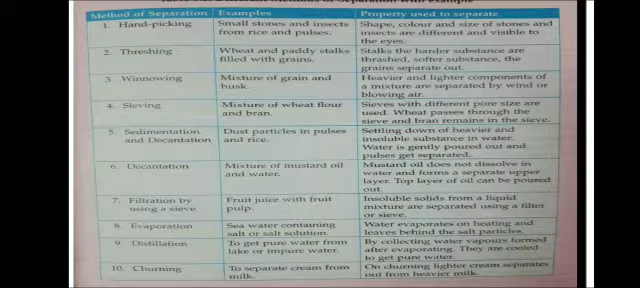 Methods of Separation with example
Method of Separation Examples Property used to separate
1. Hand-picking Small stones and insects from rice and pulses. Shape, colour and size of stones and insects are different and visible to the eyes.
2. Threshing Wheat and paddy stalks filled with grains. Stalks the harder substance are thrashed, softer substance, the grains separate out.
3. Winnowing Mixture of grain and husk. Heavier and lighter components of a mixture are separated by wind or blowing air.
4. Sieving Mixture of wheat flour and bran. Sieves with different pore size are used. Wheat passes through the sieve and bran remains in the sieve.
5. Sedimentation and Decantation Dust particles in pulses and rice. Settling down of heavier and insoluble substance in water. Water is gently poured out and pulses get separated.
6. Decantation Mixture of mustard oil and water. Mustard oil does not dissolve in water and forms a separate upper layer. Top layer of oil can be poured out.
7. Filtration by using a sieve Fruit juice with fruit pulp. Insoluble solids from a liquid mixture are separated using a filter or sieve.
8. Evaporation Sea water containing salt or salt solution. Water evaporates on heating and leaves behind the salt particles.
9. Distillation To get pure water from lake or impure water. By collecting water vapours formed after evaporating. They are cooled to get pure water.
10. Churning To separate cream from milk. On churning lighter cream separates out from heavier milk.